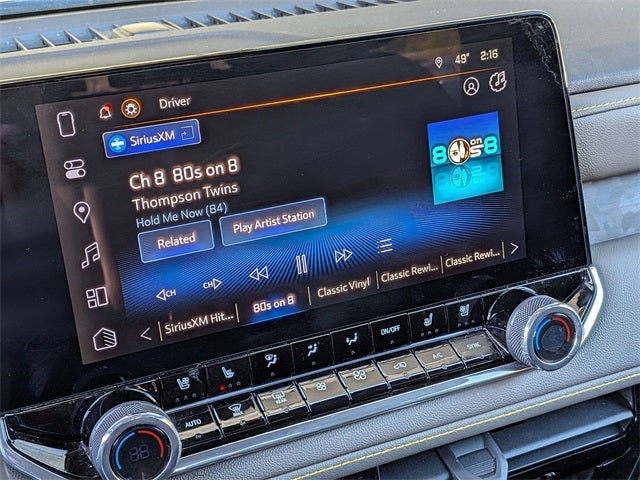 49° 2:16
Driver
SiriusXM
Ch 8 80s on 8
Thompson Twins
Hold Me Now (84)
Related
Play Artist Station
8 80s on 8
CH
CH
SiriusXM Hit...
80s on 8
Classic Vinyl
Classic Rewi...
Classic Rewi...
ON/OFF
AUTO
REAR
A/C
SYNC